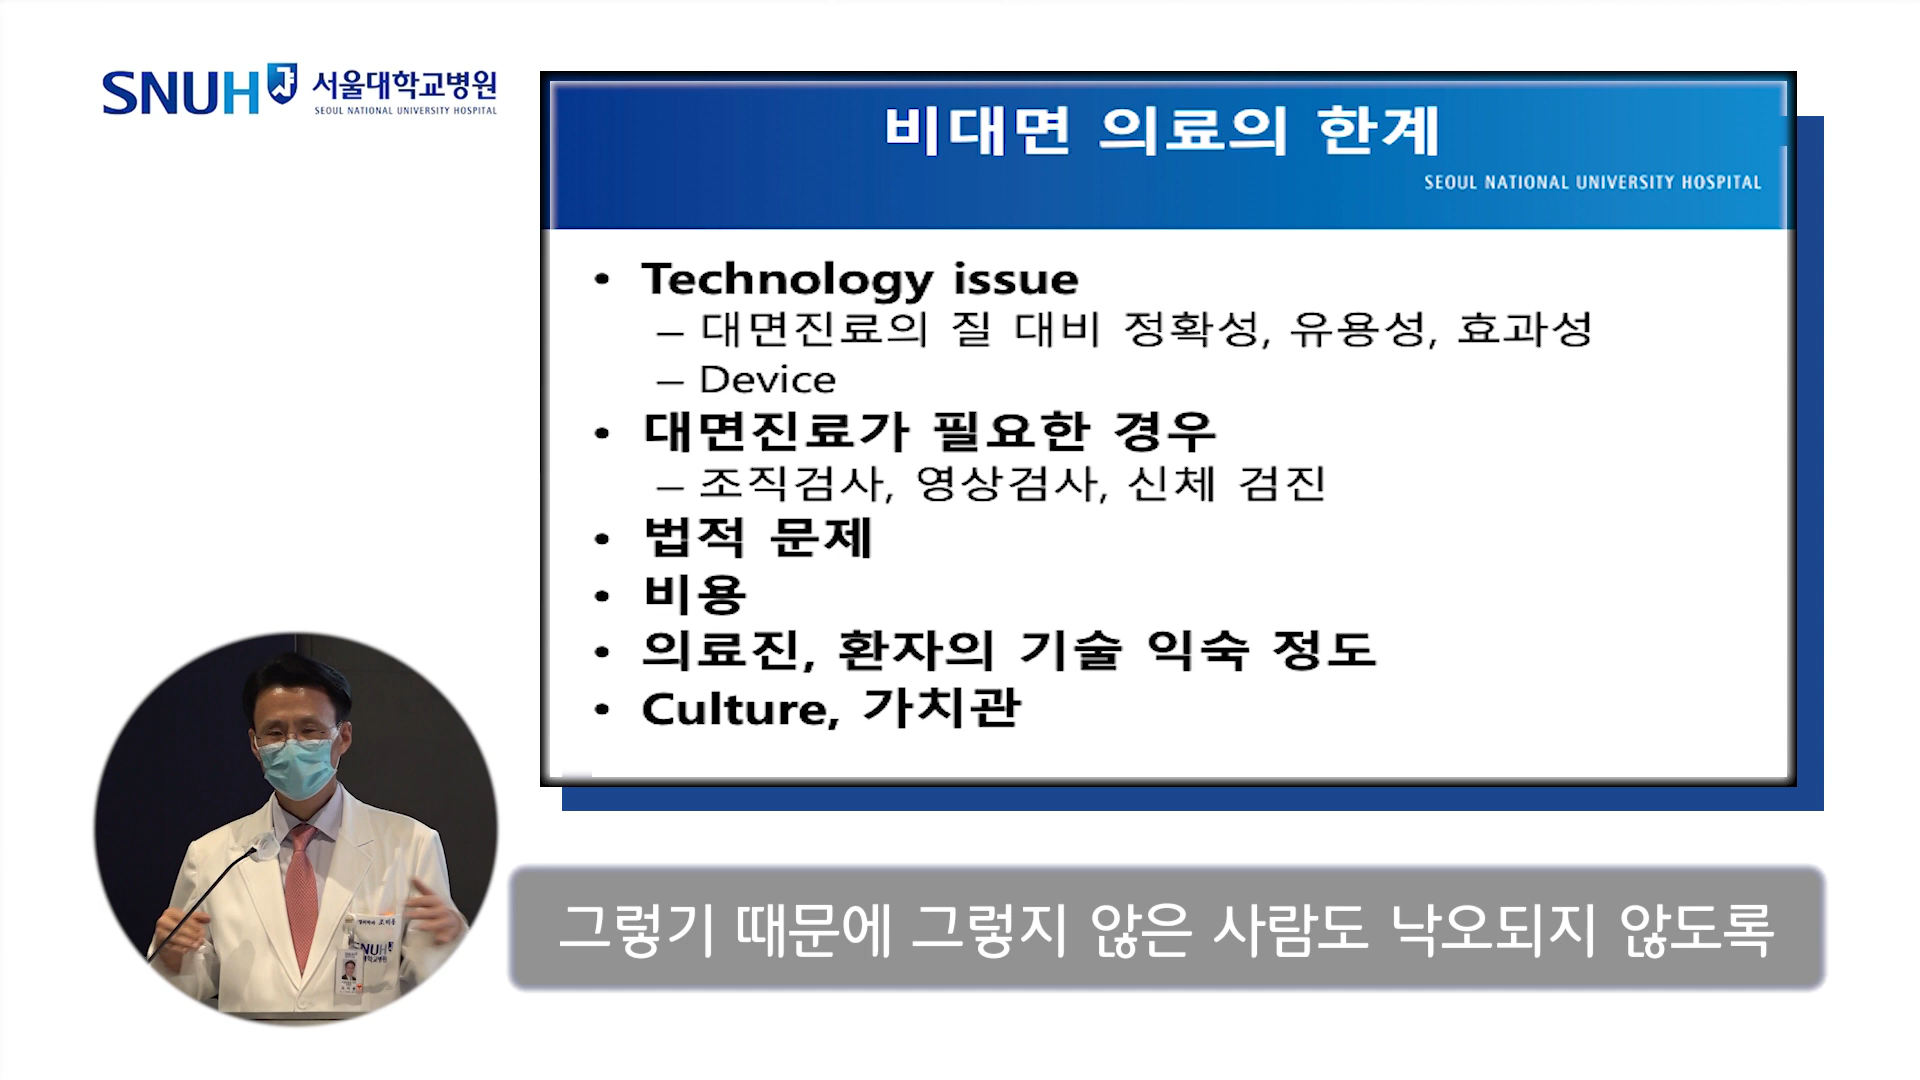 SNUH 서울대학교병원
SEOUL NATIONAL UNIVERSITY HOSPITAL
비대면 의료의 한계
SEOUL NATIONAL UNIVERSITY HOSPITAL
• Technology issue
– 대면진료의 질 대비 정확성, 유용성, 효과성
– Device
• 대면진료가 필요한 경우
– 조직검사, 영상검사, 신체 검진
• 법적 문제
• 비용
• 의료진, 환자의 기술 익숙 정도
• Culture, 가치관
그렇기 때문에 그렇지 않은 사람도 낙오되지 않도록
SNUH